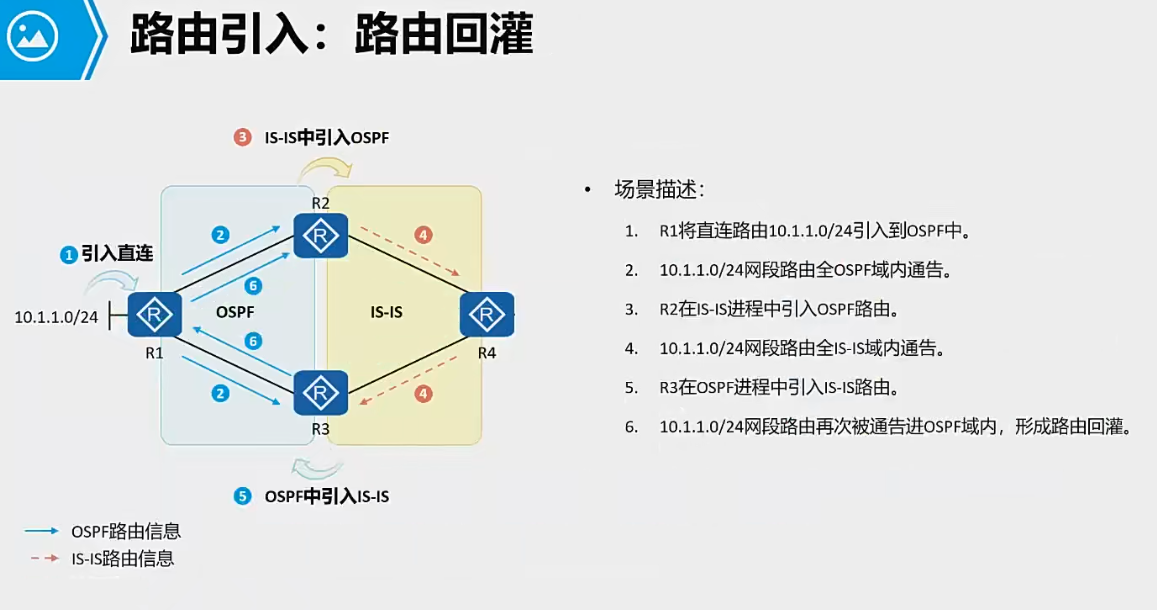 路由引入：路由回灌
3 IS-IS中引入OSPF
R2
2
4
1 引入直连
6
10.1.1.0/24
OSPF
IS-IS
R1
R4
6
2
4
R3
5 OSPF中引入IS-IS
OSPF路由信息
IS-IS路由信息
• 场景描述：
1. R1将直连路由10.1.1.0/24引入到OSPF中。
2. 10.1.1.0/24网段路由全OSPF域内通告。
3. R2在IS-IS进程中引入OSPF路由。
4. 10.1.1.0/24网段路由全IS-IS域内通告。
5. R3在OSPF进程中引入IS-IS路由。
6. 10.1.1.0/24网段路由再次被通告进OSPF域内，形成路由回灌。
R
R
R
R